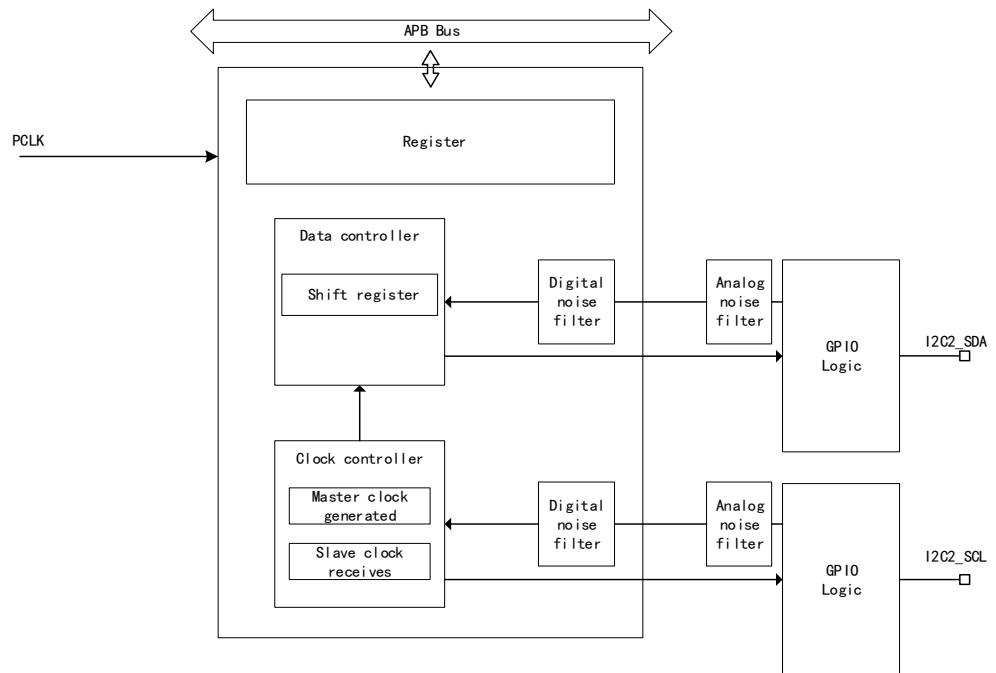 APB Bus
PCLK
Register
Data controller
Shift register
Digital
noise
filter
Analog
noise
filter
GPIO
Logic
I2C2_SDA
Clock controller
Master clock
generated
Slave clock
receives
Digital
noise
filter
Analog
noise
filter
GPIO
Logic
I2C2_SCL